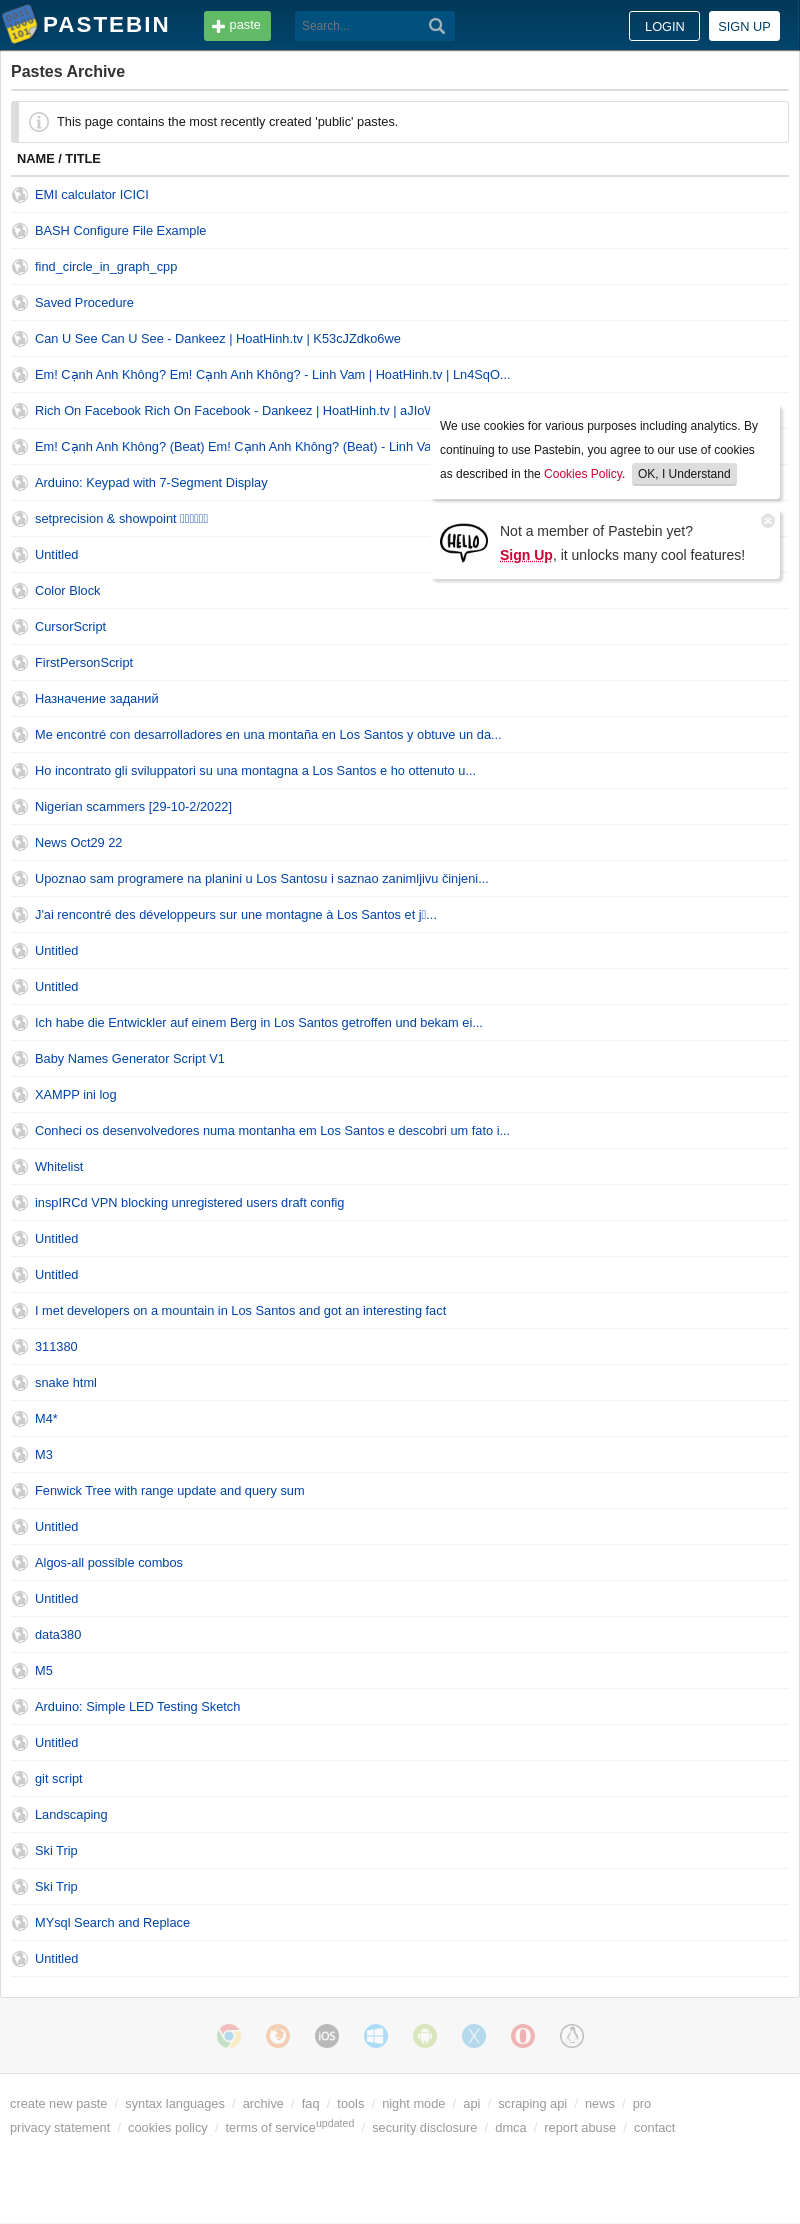 PASTEBIN
paste
Search...
LOGIN
SIGN UP
Pastes Archive
This page contains the most recently created 'public' pastes.
NAME / TITLE
EMI calculator ICICI
BASH Configure File Example
find_circle_in_graph_cpp
Saved Procedure
Can U See Can U See - Dankeez | HoatHinh.tv | K53cJZdko6we
Em! Cạnh Anh Không? Em! Cạnh Anh Không? - Linh Vam | HoatHinh.tv | Ln4SqO...
Rich On Facebook Rich On Facebook - Dankeez | HoatHinh.tv |
Em! Cạnh Anh Không? (Beat) Em! Cạnh Anh Không? (Beat) - Linh
Arduino: Keypad with 7-Segment Display
setprecision & showpoint
Untitled
Color Block
CursorScript
FirstPersonScript
Назначение заданий
Me encontré con desarrolladores en una montaña en Los Santos y obtuve un da...
Ho incontrato gli sviluppatori su una montagna a Los Santos e ho ottenuto u...
Nigerian scammers [29-10-2/2022]
News Oct29 22
Upoznao sam programere na planini u Los Santosu i saznao zanimljivu činjeni...
J'ai rencontré des développeurs sur une montagne à Los Santos et j...
Untitled
Untitled
Ich habe die Entwickler auf einem Berg in Los Santos getroffen und bekam ei...
Baby Names Generator Script V1
XAMPP ini log
Conheci os desenvolvedores numa montanha em Los Santos e descobri um fato i...
Whitelist
inspIRCd VPN blocking unregistered users draft config
Untitled
Untitled
I met developers on a mountain in Los Santos and got an interesting fact
311380
snake html
M4*
M3
Fenwick Tree with range update and query sum
Untitled
Algos-all possible combos
Untitled
data380
M5
Arduino: Simple LED Testing Sketch
Untitled
git script
Landscaping
Ski Trip
Ski Trip
MYsql Search and Replace
Untitled
We use cookies for various purposes including analytics. By
continuing to use Pastebin, you agree to our use of cookies
as described in the Cookies Policy. OK, I Understand
HELLO
Not a member of Pastebin yet?
Sign Up, it unlocks many cool features!
iOS
create new paste / syntax languages / archive / faq / tools / night mode / api / scraping api / news / pro
privacy statement / cookies policy / terms of serviceupdated / security disclosure / dmca / report abuse / contact